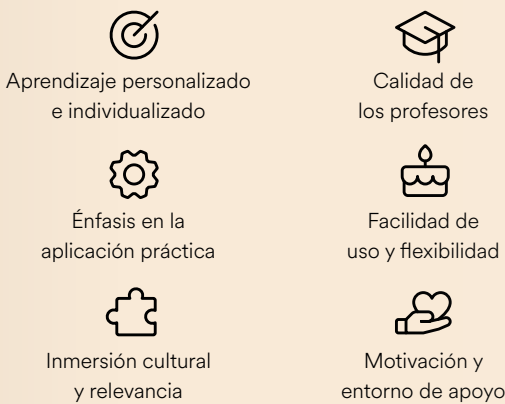 Aprendizaje personalizado
e individualizado
Calidad de
los profesores
Énfasis en la
aplicación práctica
Facilidad de
uso y flexibilidad
Inmersión cultural
y relevancia
Motivación y
entorno de apoyo